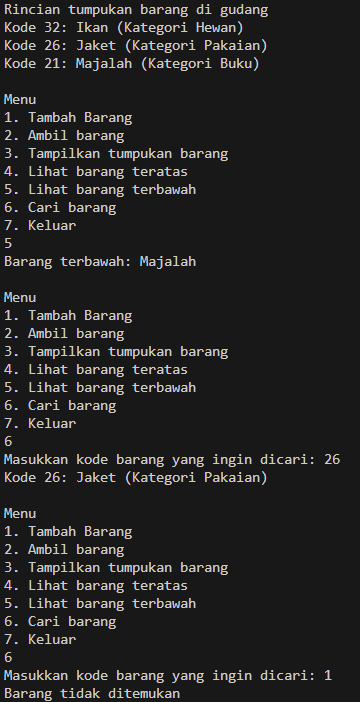 Rincian tumpukan barang di gudang
Kode 32: Ikan (Kategori Hewan)
Kode 26: Jaket (Kategori Pakaian)
Kode 21: Majalah (Kategori Buku)
Menu
1. Tambah Barang
2. Ambil barang
3. Tampilkan tumpukan barang
4. Lihat barang teratas
5. Lihat barang terbawah
6. Cari barang
7. Keluar
5
Barang terbawah: Majalah
Menu
1. Tambah Barang
2. Ambil barang
3. Tampilkan tumpukan barang
4. Lihat barang teratas
5. Lihat barang terbawah
6. Cari barang
7. Keluar
6
Masukkan kode barang yang ingin dicari: 26
Kode 26: Jaket (Kategori Pakaian)
Menu
1. Tambah Barang
2. Ambil barang
3. Tampilkan tumpukan barang
4. Lihat barang teratas
5. Lihat barang terbawah
6. Cari barang
7. Keluar
6
Masukkan kode barang yang ingin dicari: 1
Barang tidak ditemukan